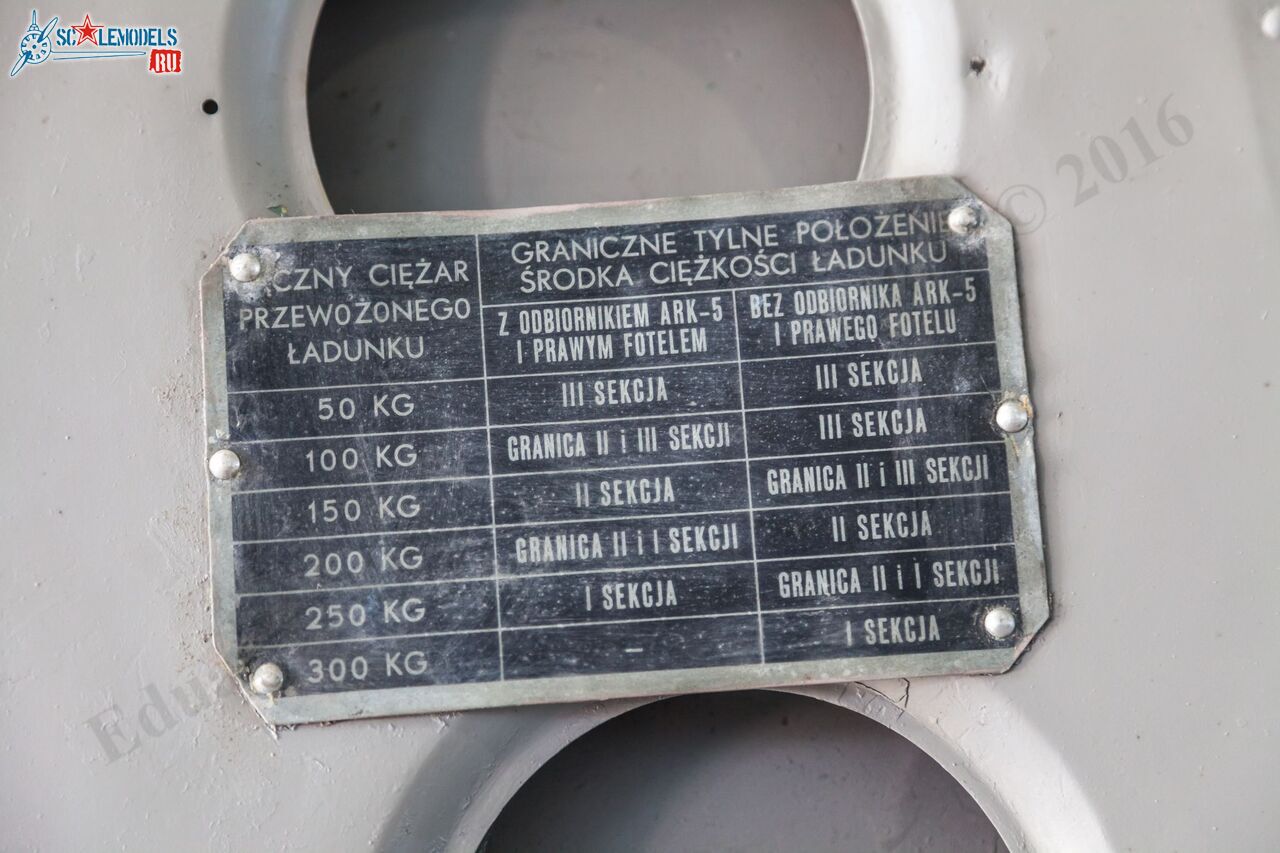 SCALEMODELS
RU
© 2016
CIĘŻAR
PRZEWOŻONEGO
ŁADUNKU
GRANICZNE TYLNE POŁOŻENIE
ŚRODKA CIĘŻKOŚCI ŁADUNKU
Z ODBIORNIKIEM ARK-5
I PRAWYM FOTELEM
BEZ ODBIORNIKA ARK-5
I PRAWEGO FOTELU
50 KG III SEKCJA III SEKCJA
100 KG GRANICA II i III SEKCJI III SEKCJA
150 KG II SEKCJA GRANICA II i III SEKCJI
200 KG GRANICA II i I SEKCJI II SEKCJA
250 KG I SEKCJA GRANICA II i I SEKCJI
300 KG – I SEKCJA